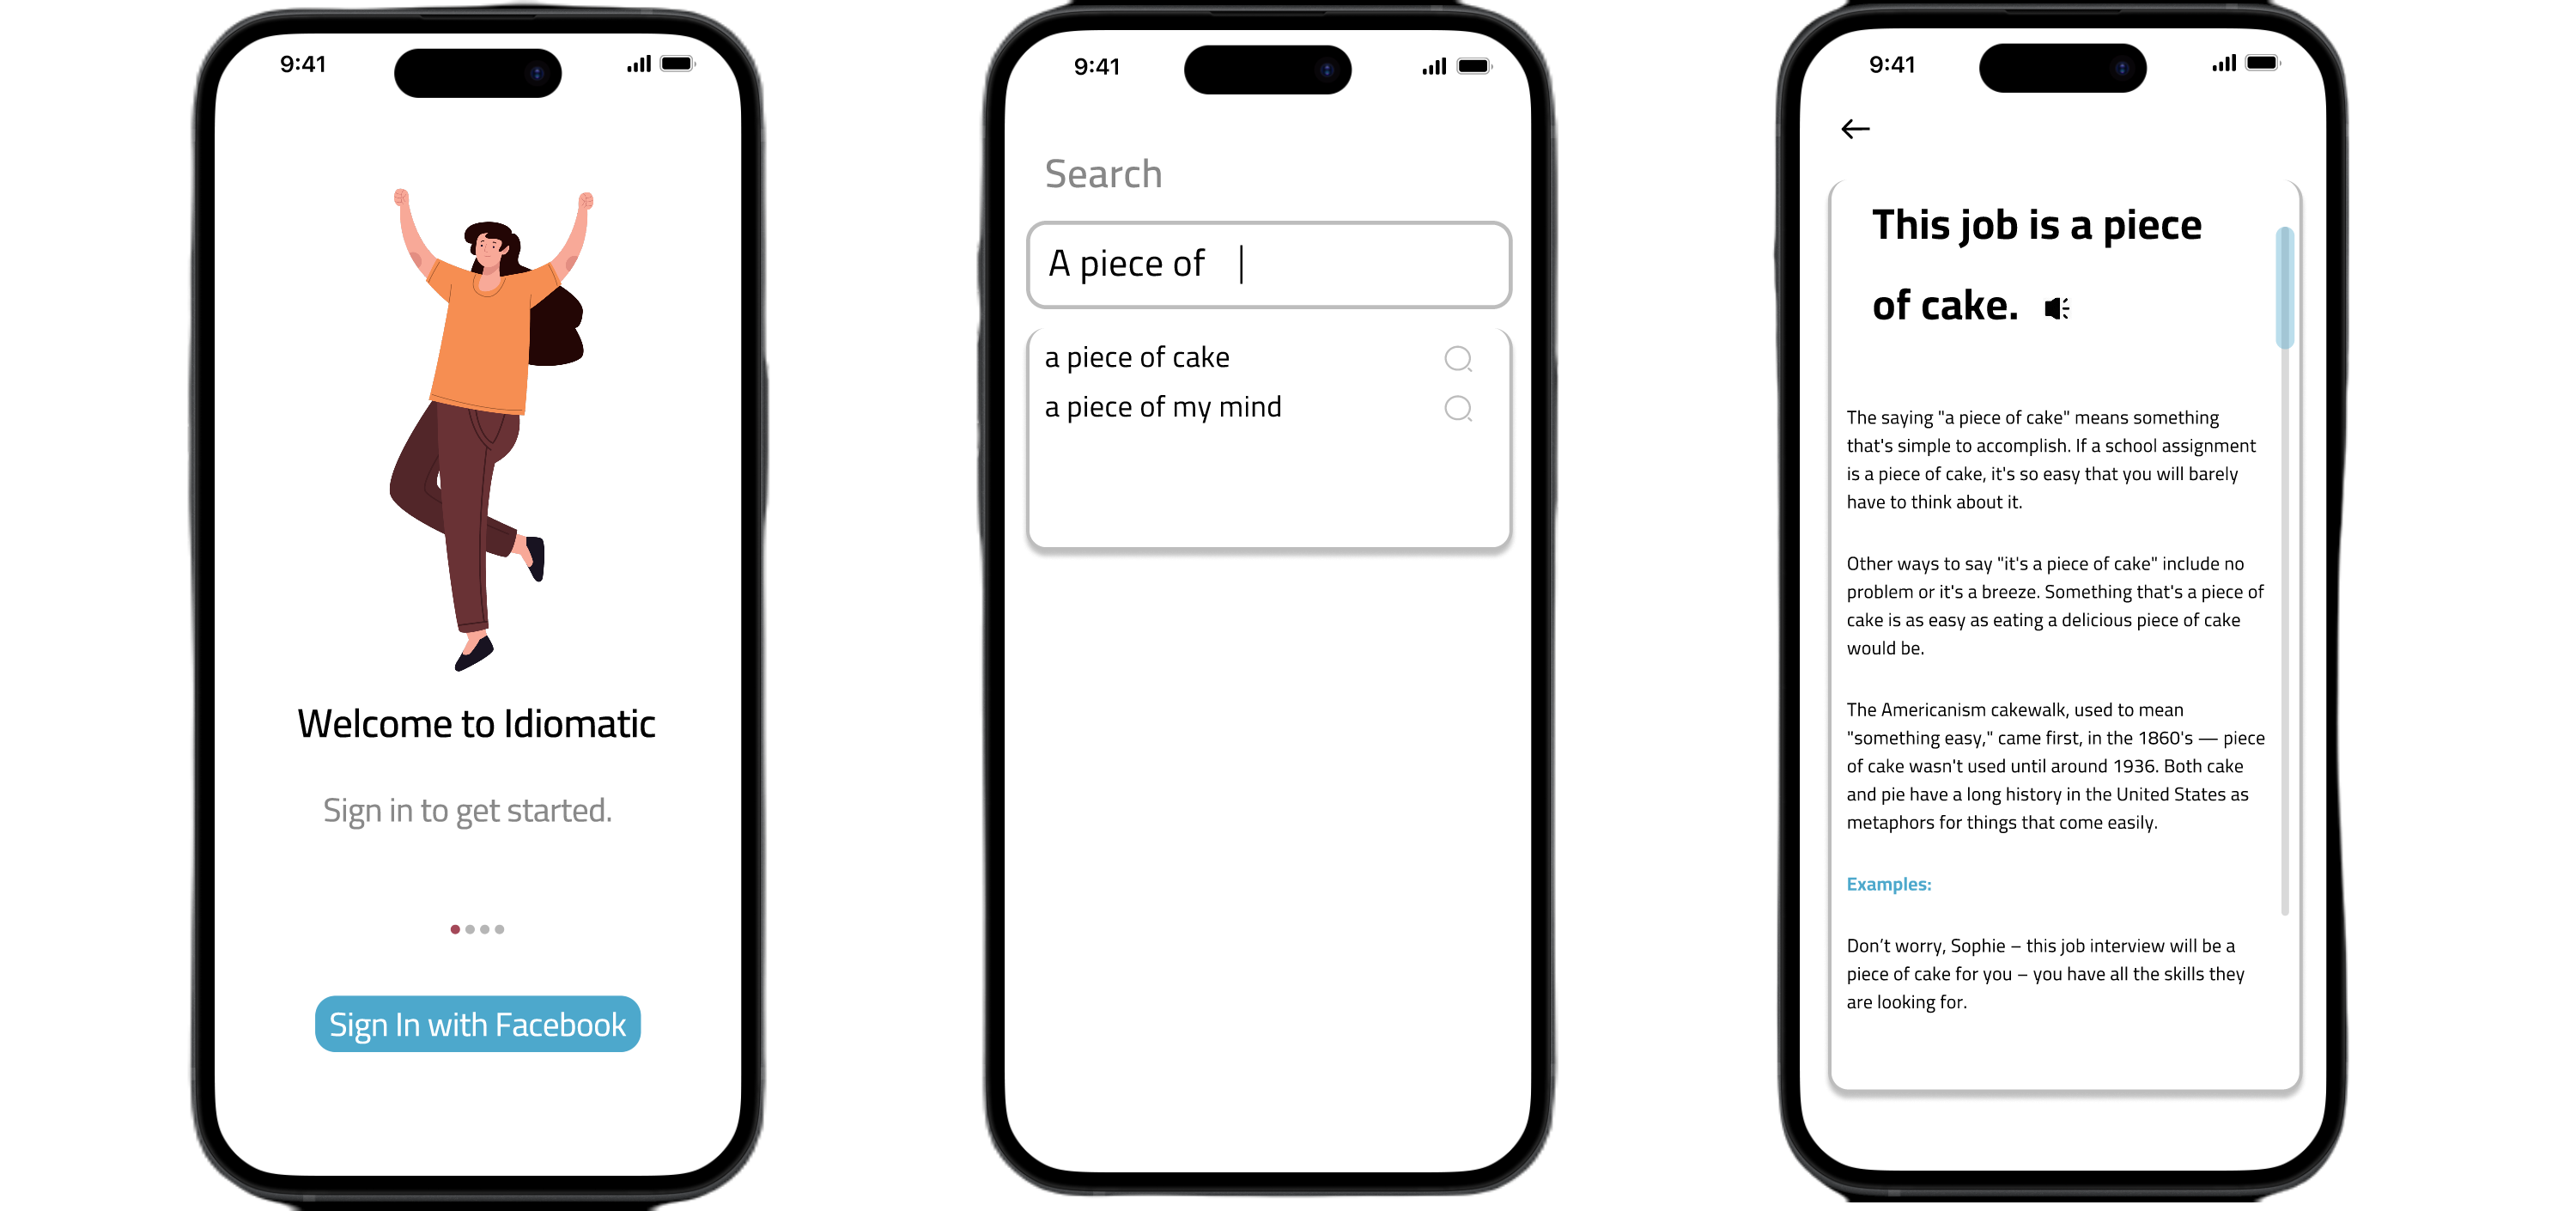 9:41
Welcome to Idiomatic
Sign in to get started.
Sign In with Facebook
9:41
Search
A piece of
a piece of cake
a piece of my mind
9:41
This job is a piece
of cake.
The saying "a piece of cake" means something
that's simple to accomplish. If a school assignment
is a piece of cake, it's so easy that you will barely
have to think about it.
Other ways to say "it's a piece of cake" include no
problem or it's a breeze. Something that's a piece of
cake is as easy as eating a delicious piece of cake
would be.
The Americanism cakewalk, used to mean
"something easy," came first, in the 1860's — piece
of cake wasn't used until around 1936. Both cake
and pie have a long history in the United States as
metaphors for things that come easily.
Examples:
Don’t worry, Sophie – this job interview will be a
piece of cake for you – you have all the skills they
are looking for.